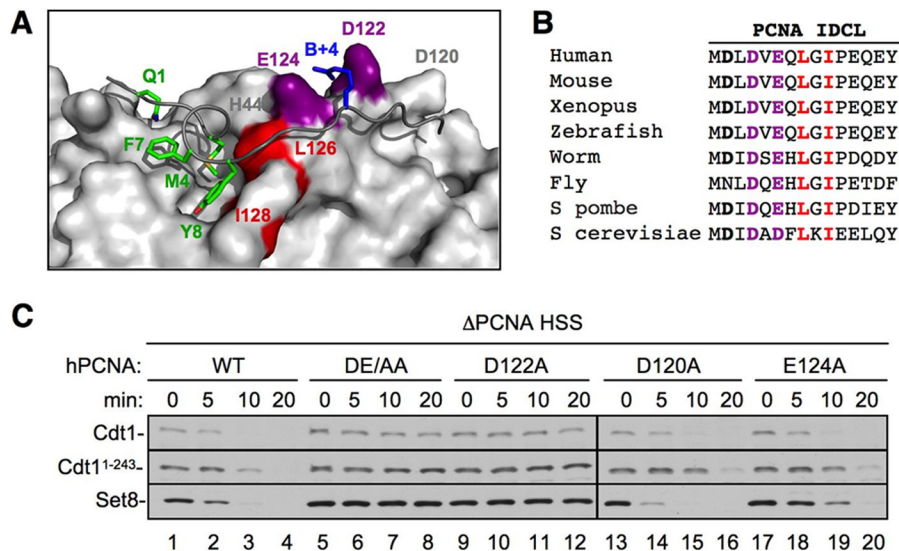 A
D122
B+4
E124
D120
Q1
H44
F7
L126
M4
I128
Y8
B
PCNA IDCL
Human MDLDVEQLGIPEQEY
Mouse MDLDVEQLGIPEQEY
Xenopus MDLDVEQLGIPEQEY
Zebrafish MDLDVEQLGIPEQEY
Worm MDIDSEHLGIPDQDY
Fly MNLDQEHLGIPETDF
S pombe MDIDQEHLGIPDIEY
S cerevisiae MDIDADFLKIEELQY
C
ΔPCNA HSS
hPCNA: WT DE/AA D122A D120A E124A
min: 0 5 10 20 0 5 10 20 0 5 10 20 0 5 10 20 0 5 10 20
Cdt1-
Cdt1¹⁻²⁴³-
Set8-
1 2 3 4 5 6 7 8 9 10 11 12 13 14 15 16 17 18 19 20